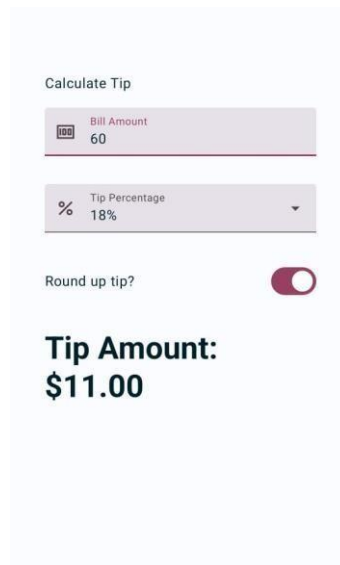 Calculate Tip
Bill Amount
60
Tip Percentage
18%
Round up tip?
Tip Amount:
$11.00